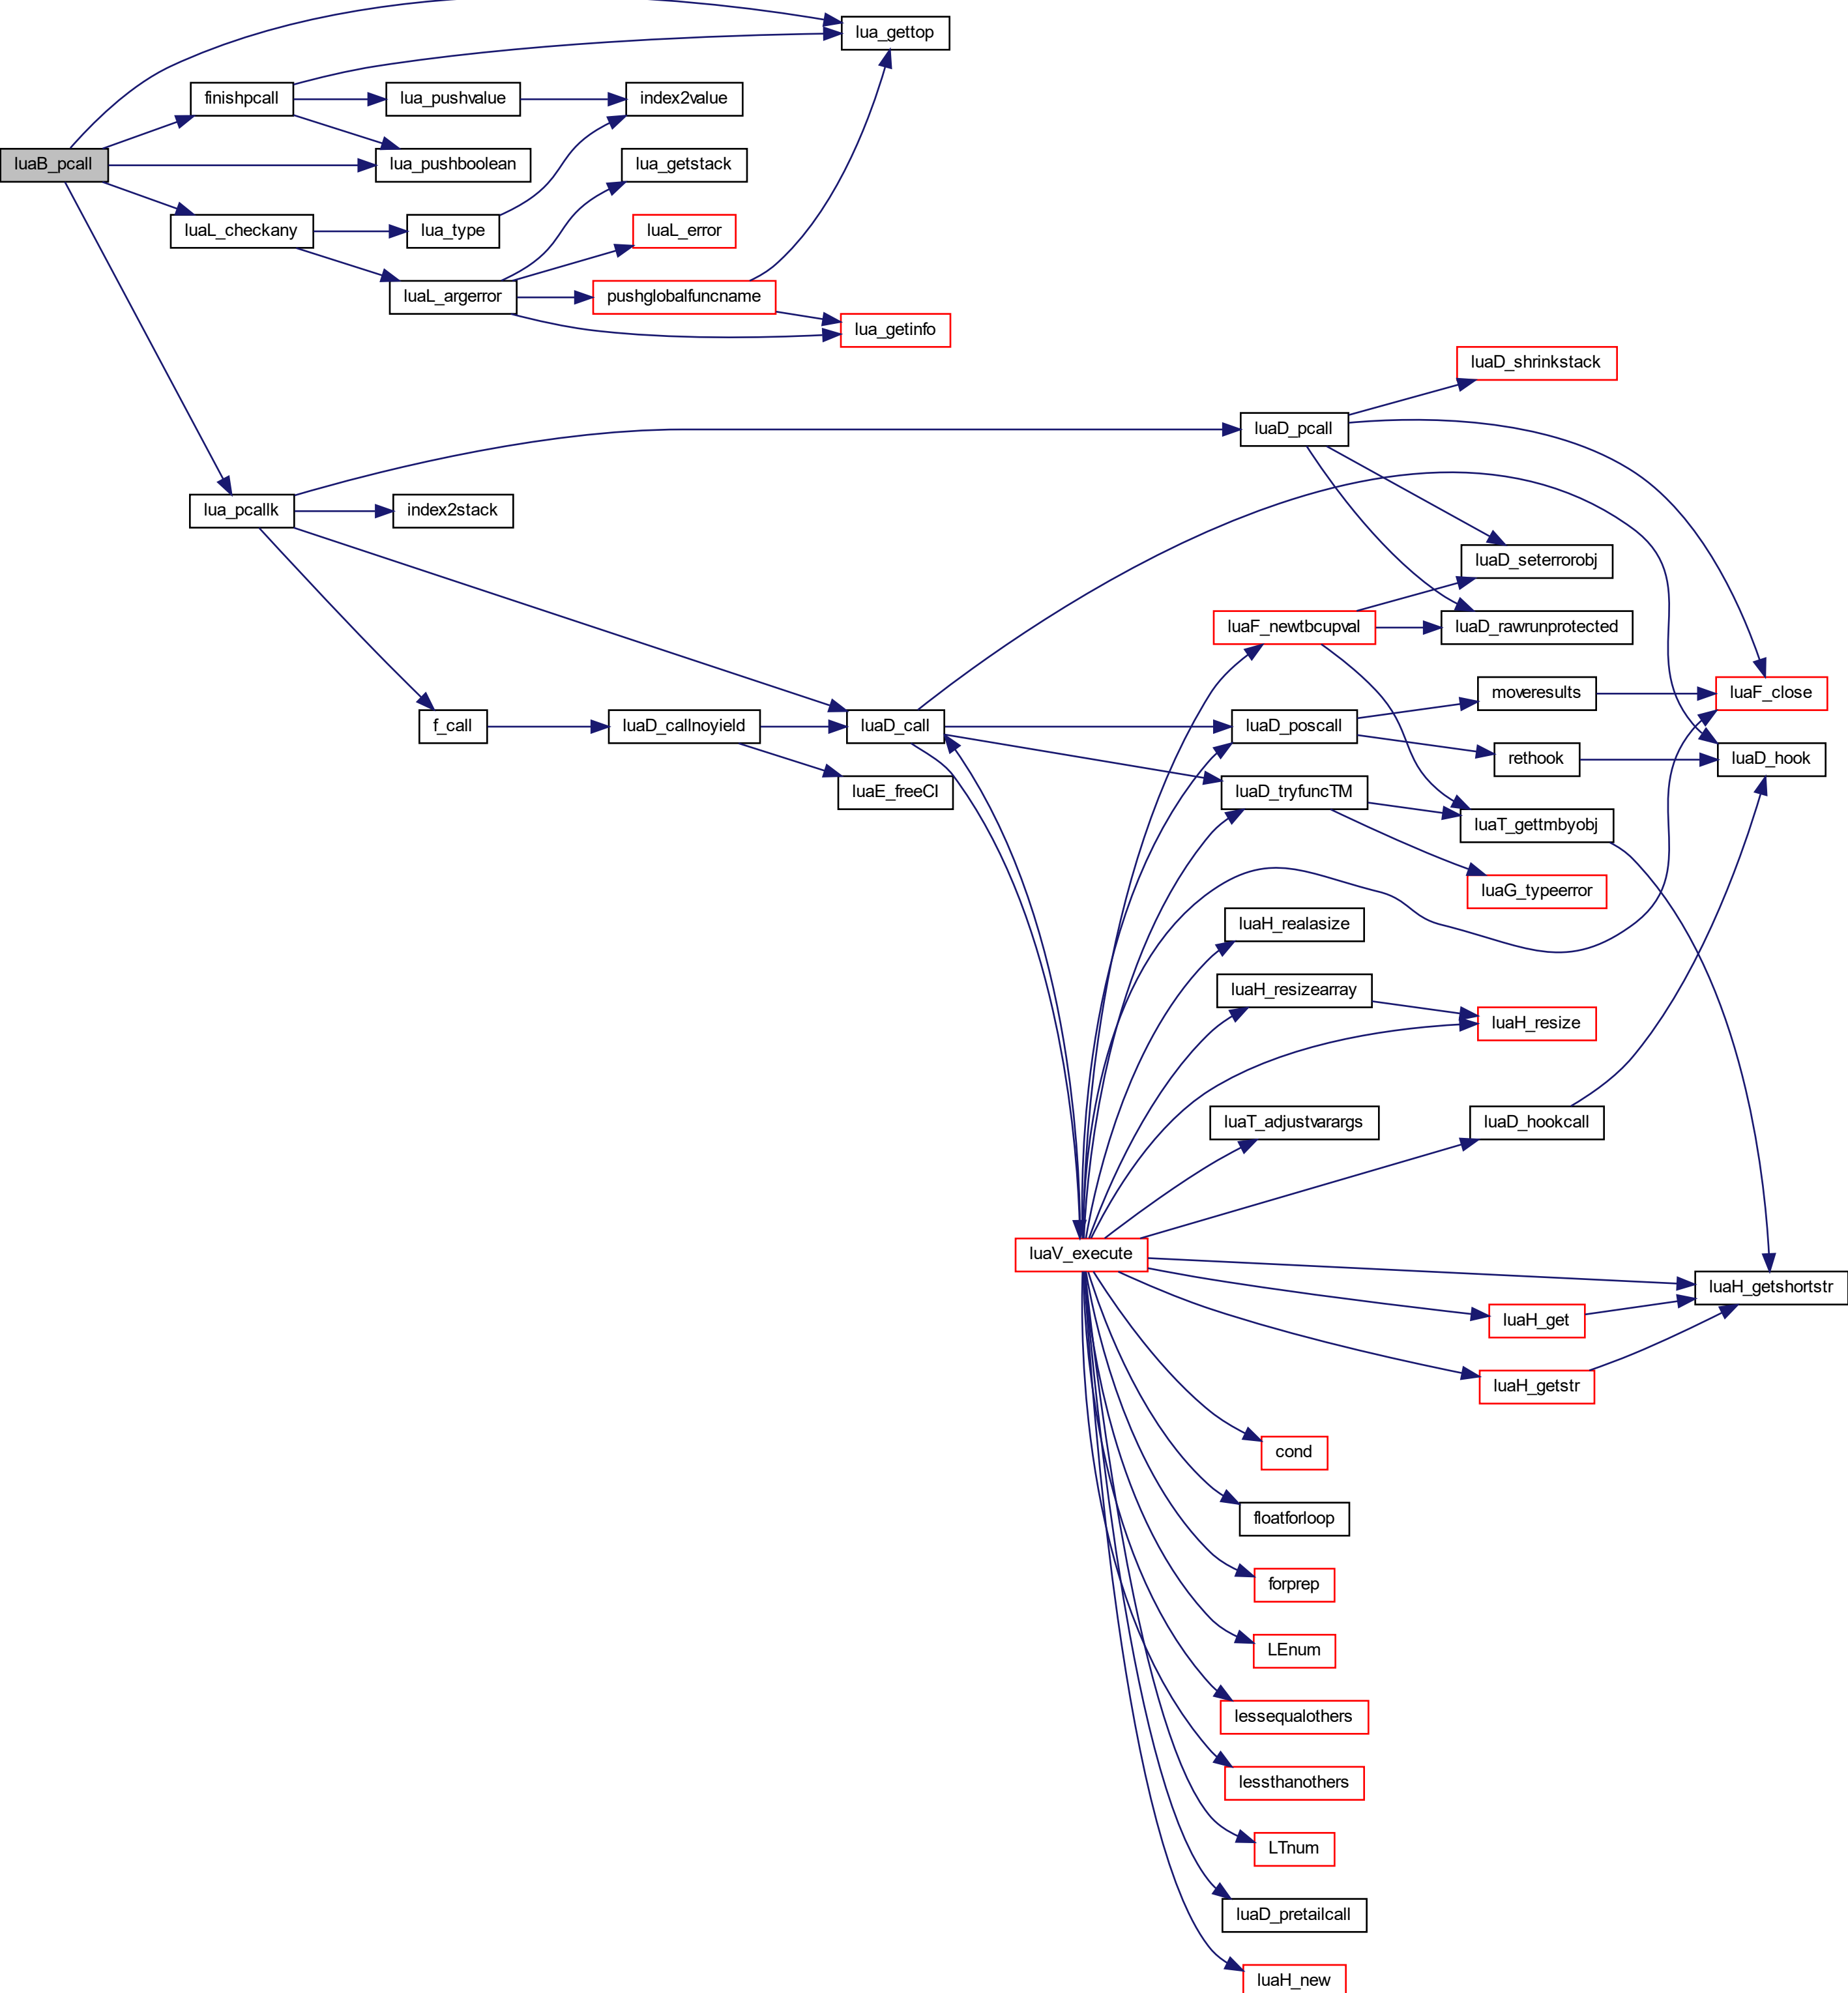 lua_gettop
finishpcall
lua_pushvalue
index2value
luaB_pcall
lua_pushboolean
lua_getstack
luaL_checkany
lua_type
luaL_error
luaL_argerror
pushglobalfuncname
lua_getinfo
luaD_shrinkstack
luaD_pcall
lua_pcallk
index2stack
luaD_seterrorobj
luaF_newtbcupval
luaD_rawrunprotected
moveresults
luaF_close
f_call
luaD_callnoyield
luaD_call
luaD_poscall
rethook
luaD_hook
luaE_freeCI
luaD_tryfuncTM
luaT_gettmbyobj
luaG_typeerror
luaH_realasize
luaH_resizearray
luaH_resize
luaT_adjustvarargs
luaD_hookcall
luaV_execute
luaH_getshortstr
luaH_get
luaH_getstr
cond
floatforloop
forprep
LEnum
lessequalothers
lessthanothers
LTnum
luaD_pretailcall
luaH_new